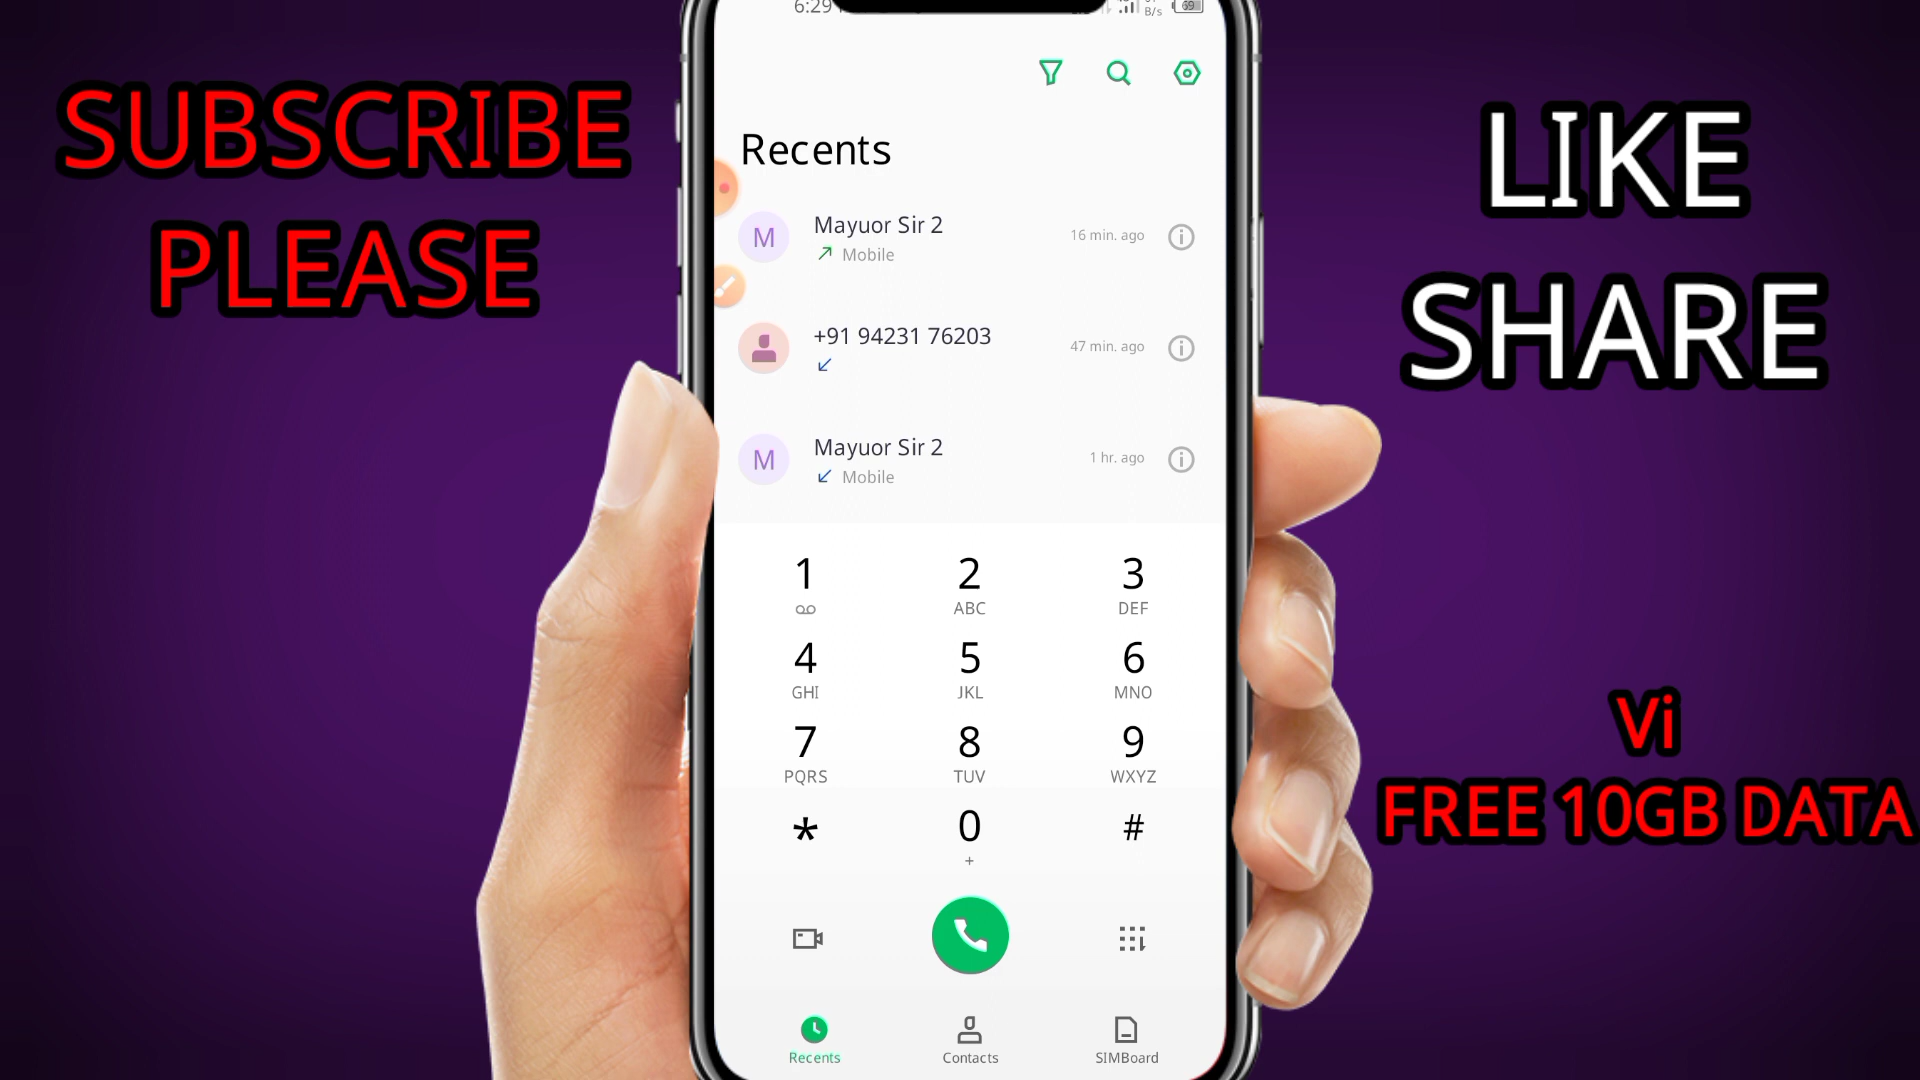 6:29
B/s
69
SUBSCRIBE
PLEASE
LIKE
SHARE
Recents
M
Mayuor Sir 2
Mobile
16 min. ago
+91 94231 76203
47 min. ago
M
Mayuor Sir 2
Mobile
1 hr. ago
1 2 3
ABC DEF
4 5 6
GHI JKL MNO
7 8 9
PQRS TUV WXYZ
* 0 #
+
Vi
FREE 10GB DATA
Recents Contacts SIMBoard